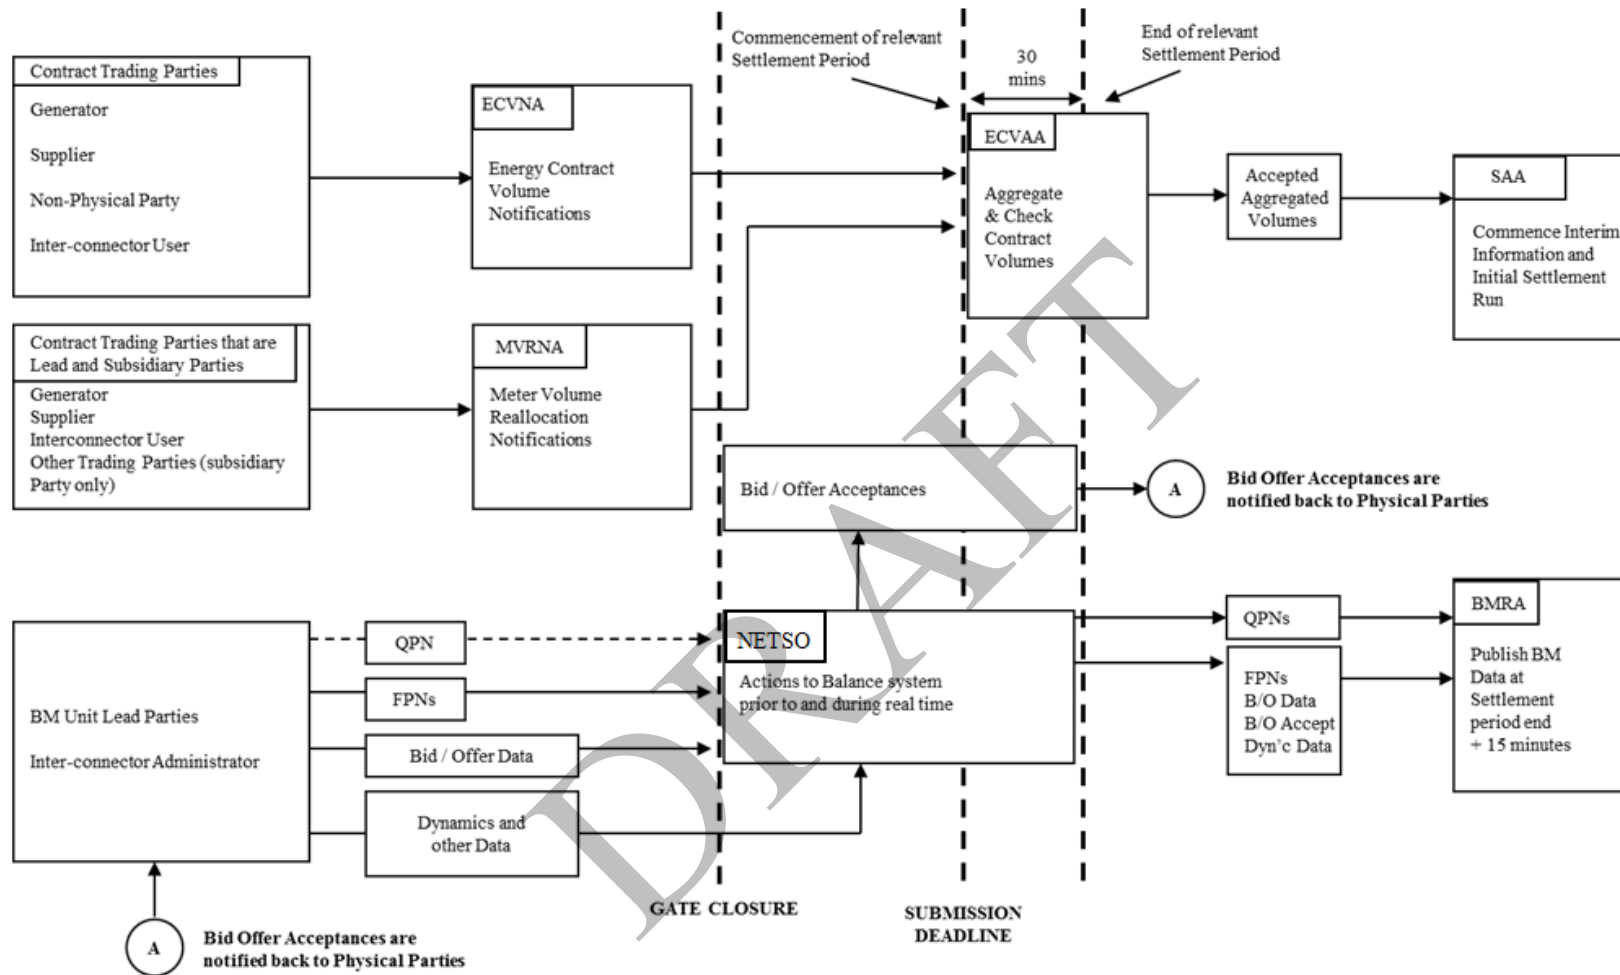 Contract Trading Parties
Generator
Supplier
Non-Physical Party
Inter-connector User
ECVNA
Energy Contract
Volume
Notifications
Commencement of relevant
Settlement Period
30
mins
End of relevant
Settlement Period
ECVAA
Aggregate
& Check
Contract
Volumes
Accepted
Aggregated
Volumes
SAA
Commence Interim
Information and
Initial Settlement
Run
Contract Trading Parties that are
Lead and Subsidiary Parties
Generator
Supplier
Interconnector User
Other Trading Parties (subsidiary
Party only)
MVRNA
Meter Volume
Reallocation
Notifications
Bid / Offer Acceptances
A
Bid Offer Acceptances are
notified back to Physical Parties
BM Unit Lead Parties
Inter-connector Administrator
QPN
FPNs
Bid / Offer Data
Dynamics and
other Data
NETSO
Actions to Balance system
prior to and during real time
QPNs
FPNs
B/O Data
B/O Accept
Dyn'c Data
BMRA
Publish BM
Data at
Settlement
period end
+ 15 minutes
GATE CLOSURE
SUBMISSION
DEADLINE
A
Bid Offer Acceptances are
notified back to Physical Parties
DRAFT